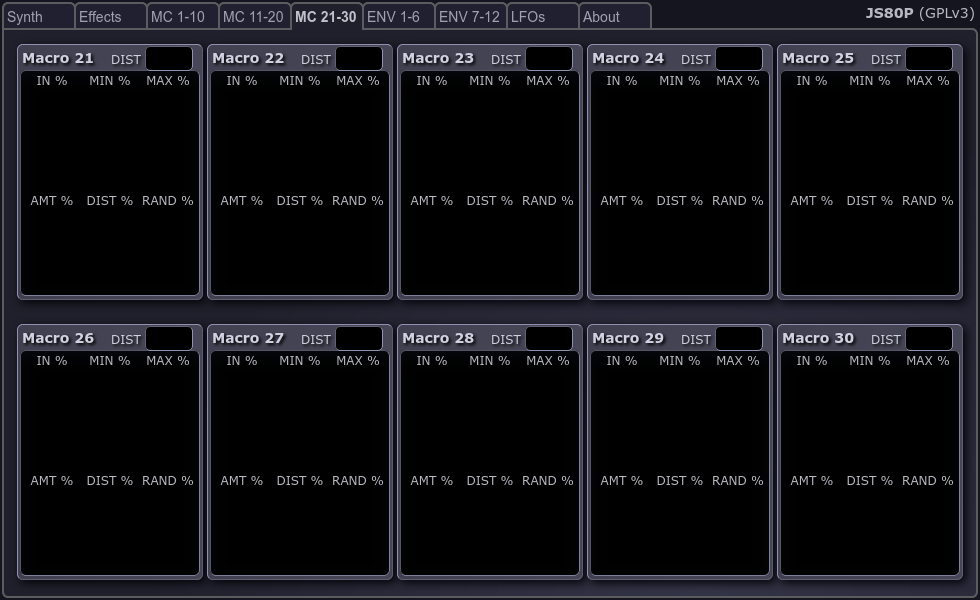 Synth Effects MC 1-10 MC 11-20 MC 21-30 ENV 1-6 ENV 7-12 LFOs About JS80P (GPLv3)
Macro 21 DIST Macro 22 DIST Macro 23 DIST Macro 24 DIST Macro 25 DIST
IN % MIN % MAX % IN % MIN % MAX % IN % MIN % MAX % IN % MIN % MAX % IN % MIN % MAX %
AMT % DIST % RAND % AMT % DIST % RAND % AMT % DIST % RAND % AMT % DIST % RAND % AMT % DIST % RAND %
Macro 26 DIST Macro 27 DIST Macro 28 DIST Macro 29 DIST Macro 30 DIST
IN % MIN % MAX % IN % MIN % MAX % IN % MIN % MAX % IN % MIN % MAX % IN % MIN % MAX %
AMT % DIST % RAND % AMT % DIST % RAND % AMT % DIST % RAND % AMT % DIST % RAND % AMT % DIST % RAND %